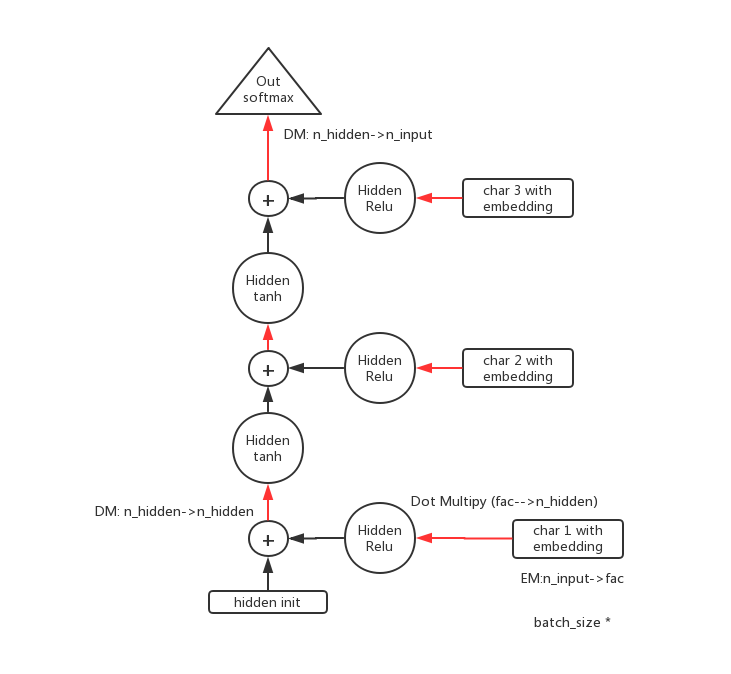 Out
softmax
DM: n_hidden->n_input
+
Hidden
Relu
char 3 with
embedding
Hidden
tanh
+
Hidden
Relu
char 2 with
embedding
Hidden
tanh
Dot Multipy (fac-->n_hidden)
DM: n_hidden->n_hidden
+
Hidden
Relu
char 1 with
embedding
EM:n_input->fac
hidden init
batch_size *